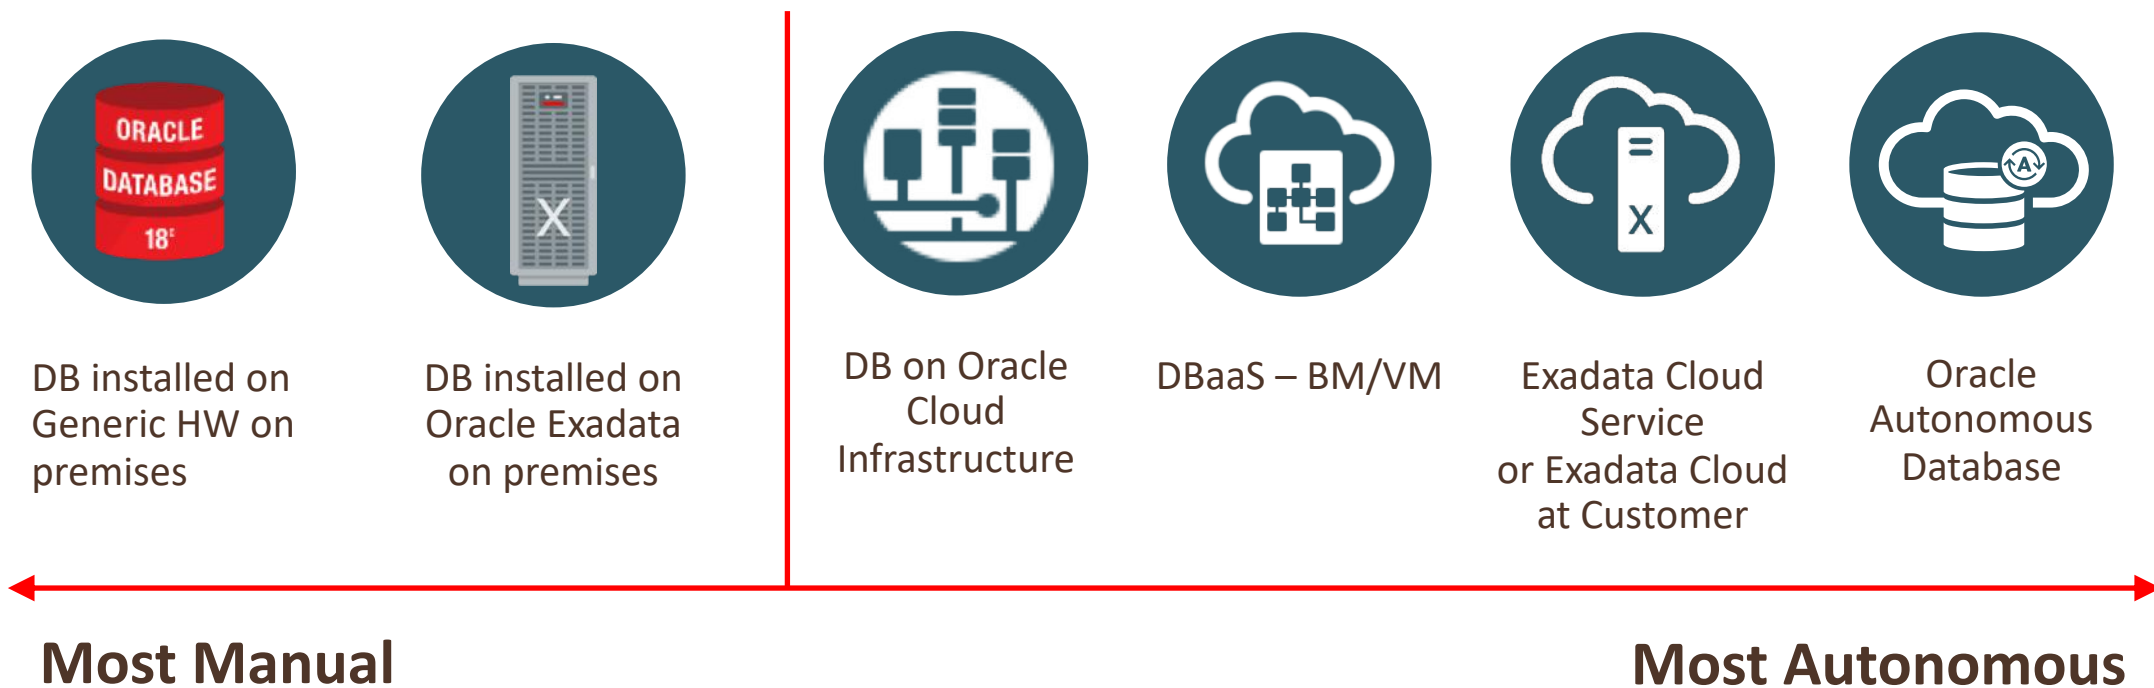 ORACLE
DATABASE
18c
X
X
A
DB installed on
Generic HW on
premises
DB installed on
Oracle Exadata
on premises
DB on Oracle
Cloud
Infrastructure
DBaaS – BM/VM
Exadata Cloud
Service
or Exadata Cloud
at Customer
Oracle
Autonomous
Database
Most Manual
Most Autonomous